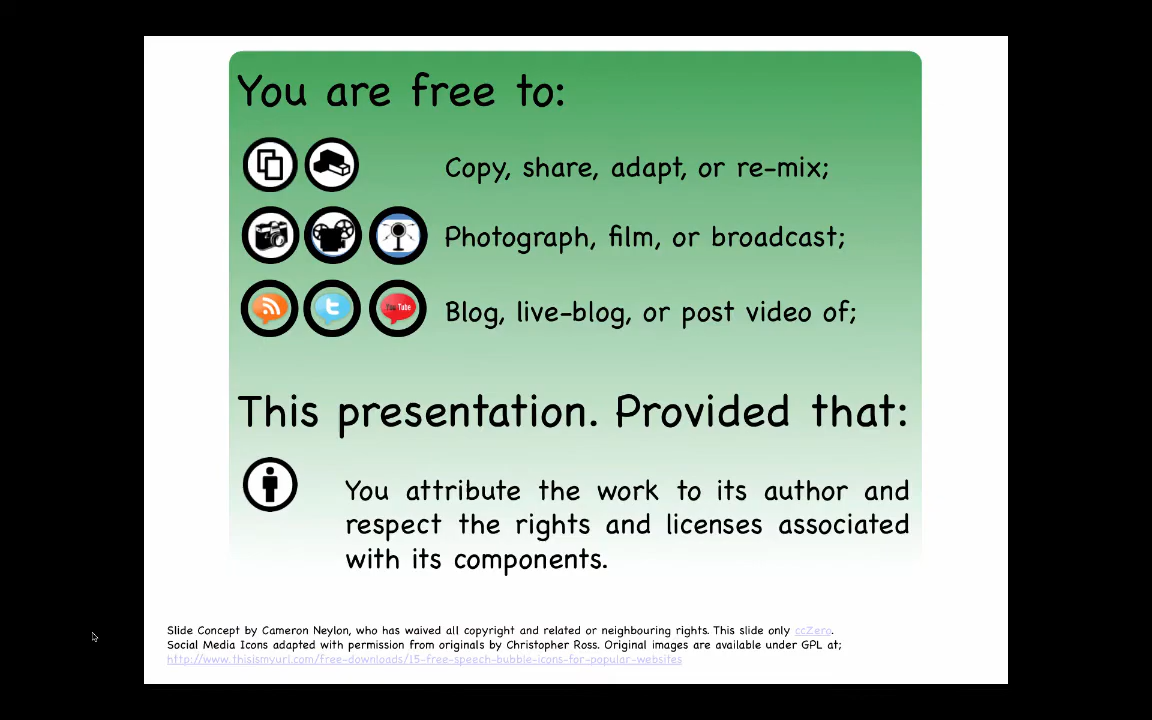 You are free to:
Copy, share, adapt, or re-mix;
Photograph, film, or broadcast;
You Tube
Blog, live-blog, or post video of;
This presentation. Provided that:
You attribute the work to its author and
respect the rights and licenses associated
with its components.
Slide Concept by Cameron Neylon, who has waived all copyright and related or neighbouring rights. This slide only ccZero.
Social Media Icons adapted with permission from originals by Christopher Ross. Original images are available under GPL at;
http://www.thisismyurl.com/free-downloads/15-free-speech-bubble-icons-for-popular-websites